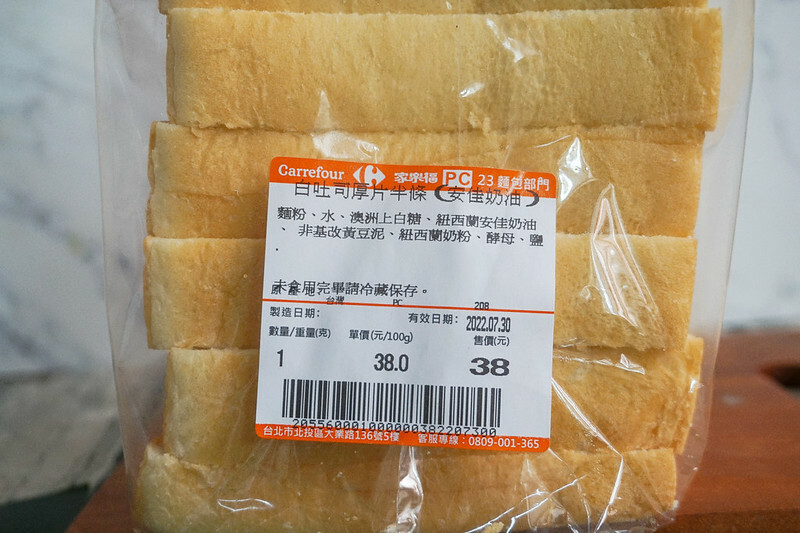 Carrefour 家樂福 PC 23 麵包部門
白吐司厚片半條(安佳奶油)
麵粉、水、澳洲上白糖、紐西蘭安佳奶油
、非基改黃豆泥、紐西蘭奶粉、酵母、鹽
.
未食用完畢請冷藏保存。
原產地:
台灣 PC 208
製造日期: 有效日期: 2022.07.30
數量/重量(克) 單價(元/100g) 售價(元)
1 38.0 38
2055600010000000382207300
台北市北投區大業路136號5樓 客服專線:0809-001-365